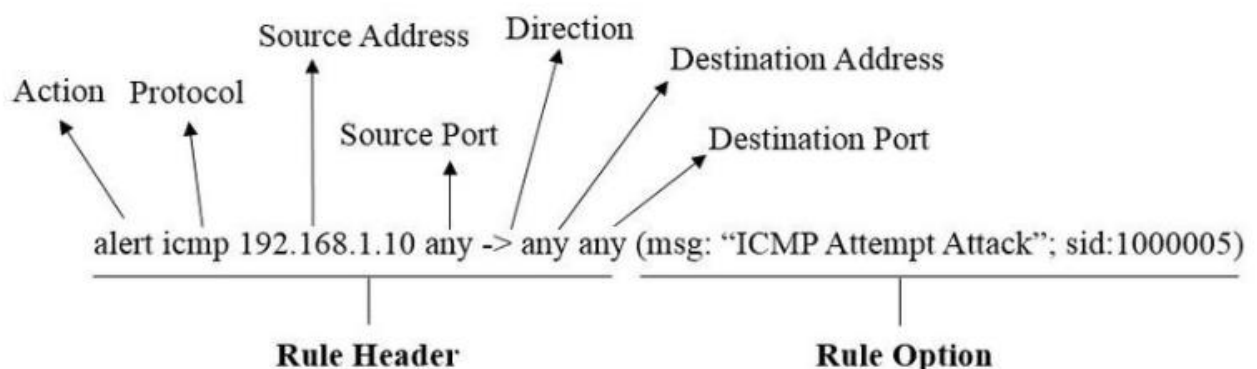 Source Address
Direction
Destination Address
Action
Protocol
Source Port
Destination Port
alert icmp 192.168.1.10 any -> any any (msg: “ICMP Attempt Attack”; sid:1000005)
Rule Header
Rule Option